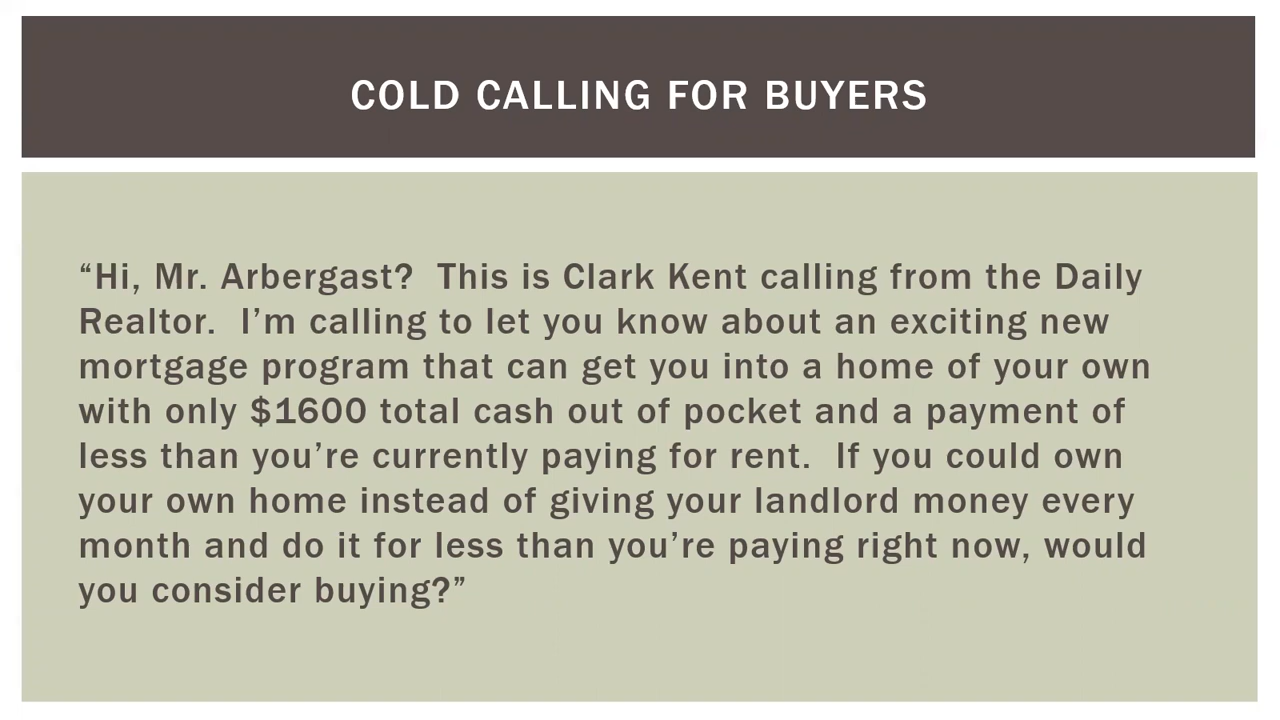 COLD CALLING FOR BUYERS
“Hi, Mr. Arbergast?  This is Clark Kent calling from the Daily
Realtor.  I’m calling to let you know about an exciting new
mortgage program that can get you into a home of your own
with only $1600 total cash out of pocket and a payment of
less than you’re currently paying for rent.  If you could own
your own home instead of giving your landlord money every
month and do it for less than you’re paying right now, would
you consider buying?”